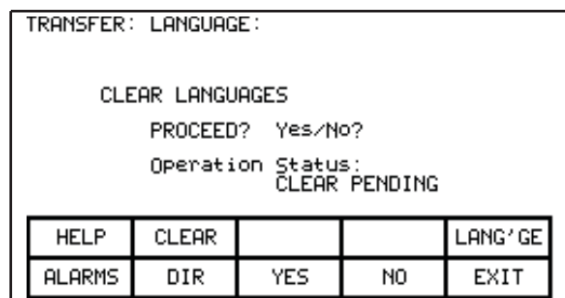 TRANSFER: LANGUAGE:
CLEAR LANGUAGES
PROCEED? Yes/No?
Operation Status:
CLEAR PENDING
HELP CLEAR LANG'GE
ALARMS DIR YES NO EXIT